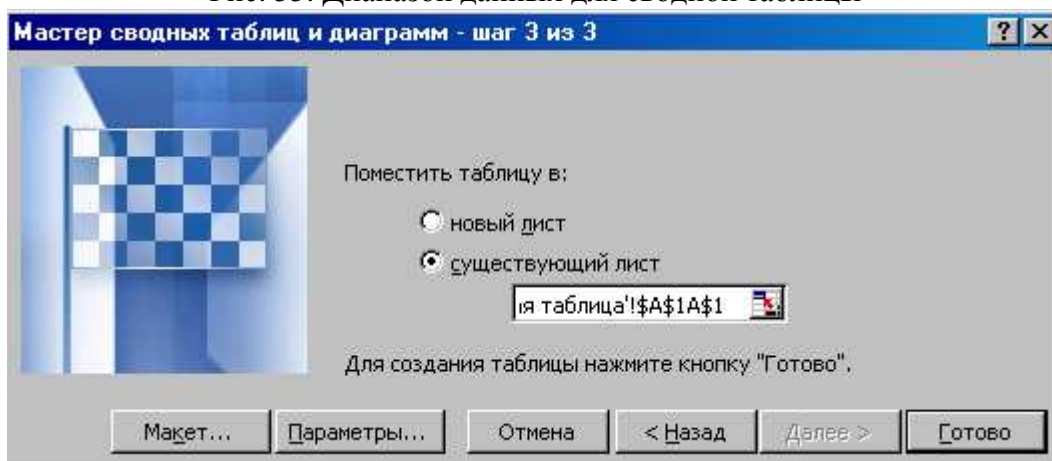 Мастер сводных таблиц и диаграмм - шаг 3 из 3
Поместить таблицу в:
новый лист
существующий лист
ия таблица'!$A$1A$1
Для создания таблицы нажмите кнопку "Готово".
Макет... Параметры... Отмена < Назад Далее > Готово